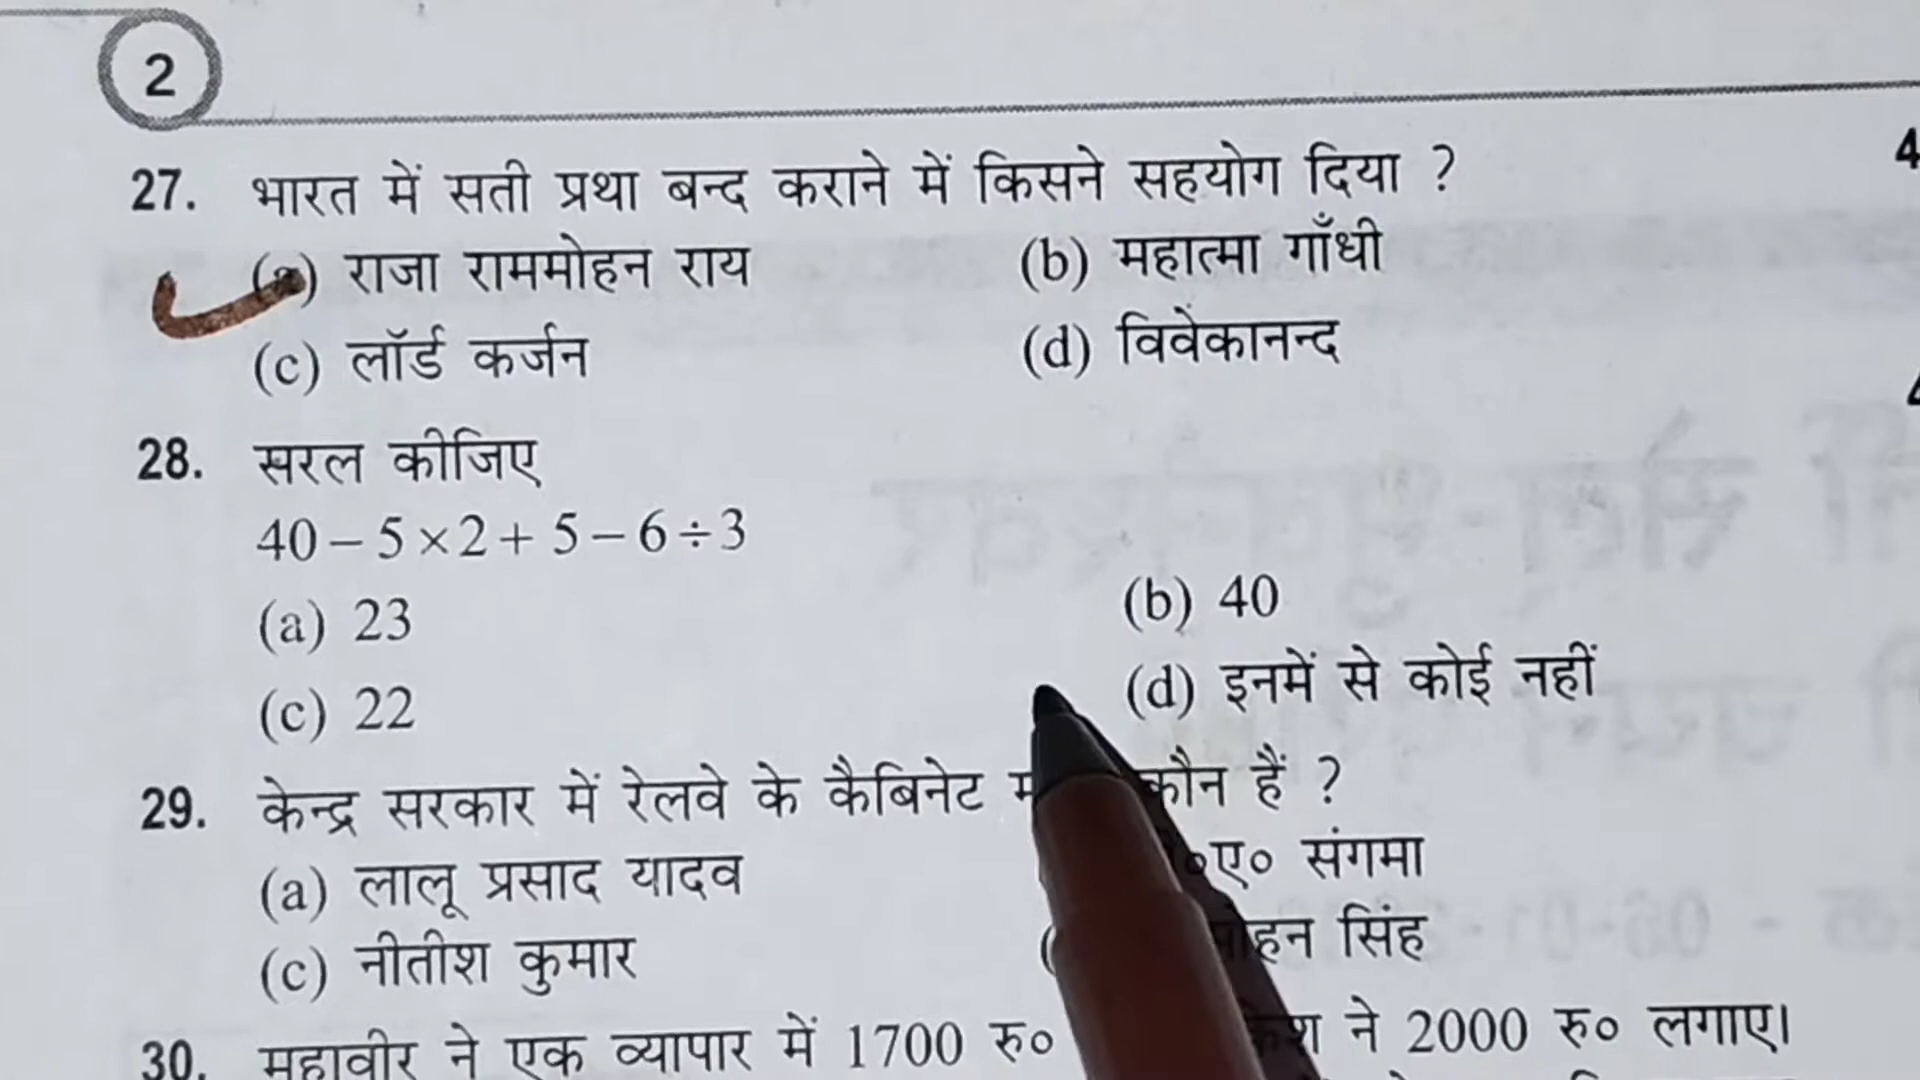 2
27. भारत में सती प्रथा बन्द कराने में किसने सहयोग दिया ?
(a) राजा राममोहन राय (b) महात्मा गाँधी
(c) लॉर्ड कर्जन (d) विवेकानन्द
28. सरल कीजिए
40 – 5 × 2 + 5 – 6 ÷ 3
(a) 23 (b) 40
(c) 22 (d) इनमें से कोई नहीं
29. केन्द्र सरकार में रेलवे के कैबिनेट कौन हैं ?
(a) लालू प्रसाद यादव ०ए० संगमा
(c) नीतीश कुमार सिंह
30. महावीर ने एक व्यापार में 1700 रु० ने 2000 रु० लगाए।